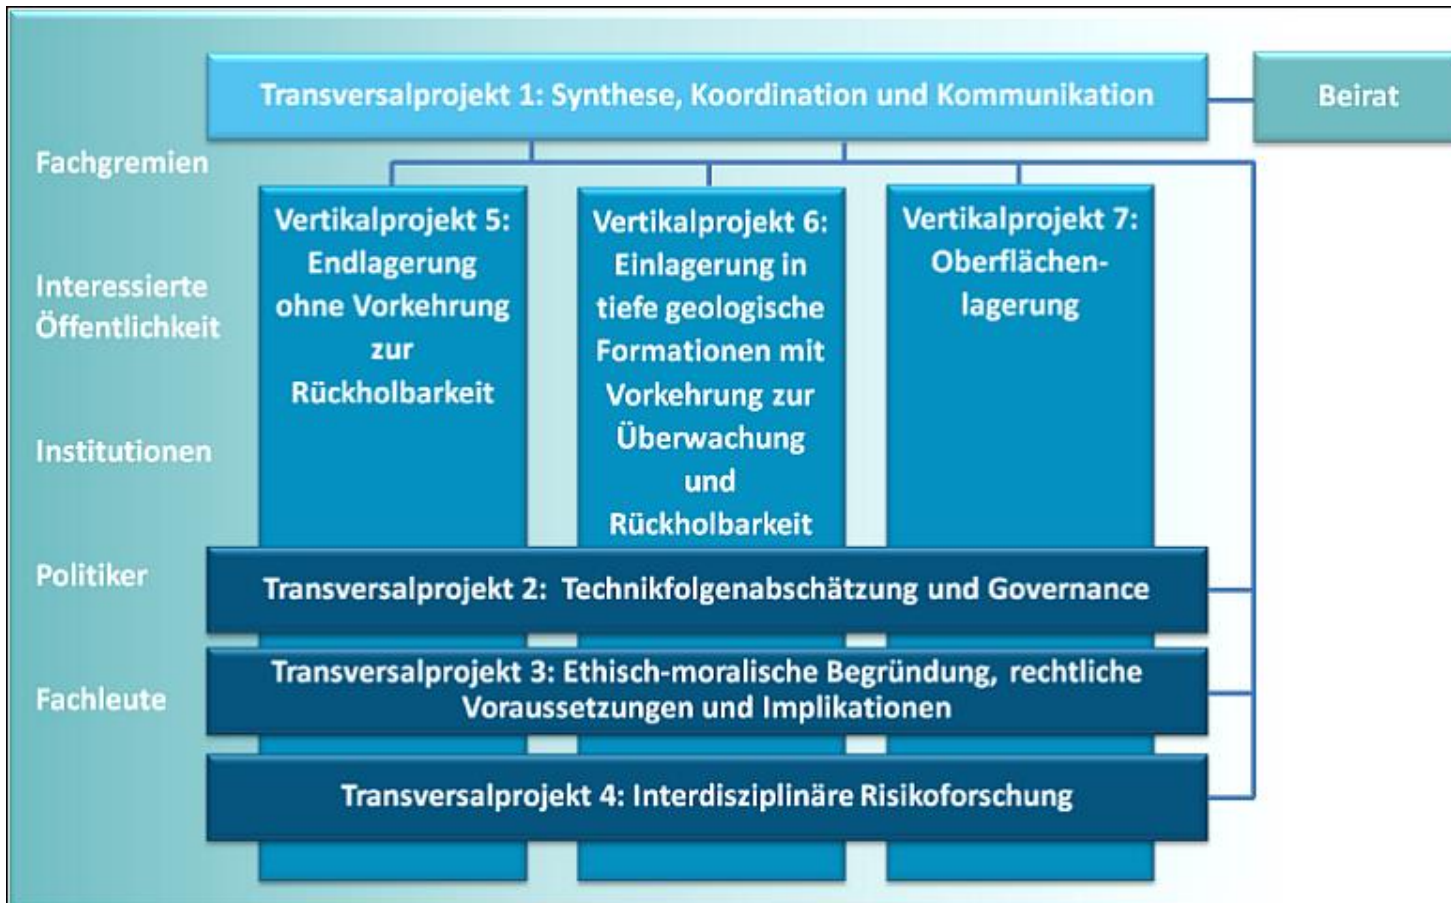 Transversalprojekt 1: Synthese, Koordination und Kommunikation
Beirat
Fachgremien
Interessierte
Öffentlichkeit
Institutionen
Politiker
Fachleute
Vertikalprojekt 5:
Endlagerung
ohne Vorkehrung
zur
Rückholbarkeit
Vertikalprojekt 6:
Einlagerung in
tiefe geologische
Formationen mit
Vorkehrung zur
Überwachung
und
Rückholbarkeit
Vertikalprojekt 7:
Oberflächen-
lagerung
Transversalprojekt 2:  Technikfolgenabschätzung und Governance
Transversalprojekt 3: Ethisch-moralische Begründung, rechtliche
Voraussetzungen und Implikationen
Transversalprojekt 4: Interdisziplinäre Risikoforschung